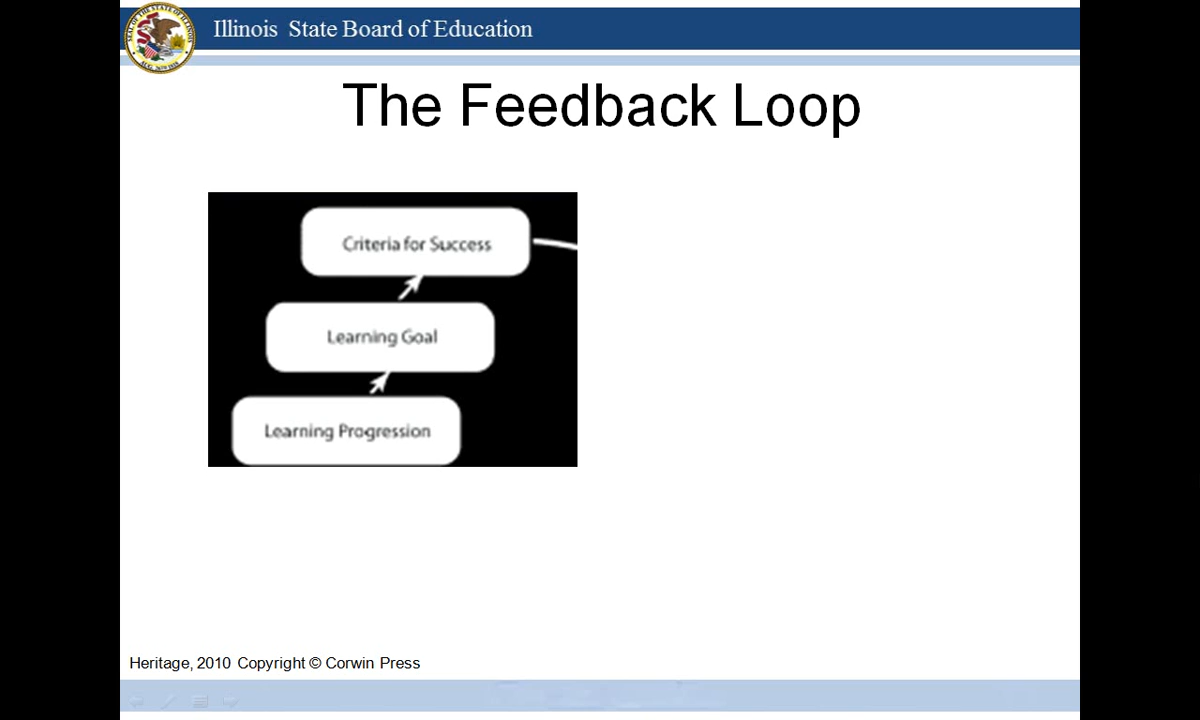 Illinois State Board of Education
The Feedback Loop
Criteria for Success
Learning Goal
Learning Progression
Heritage, 2010 Copyright © Corwin Press